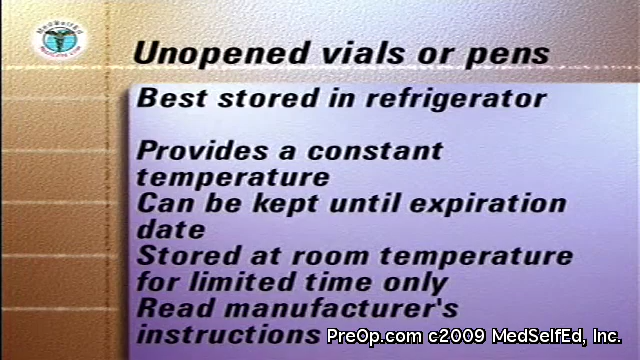 MedSelfEd
Unopened vials or pens
Best stored in refrigerator
Provides a constant
temperature
Can be kept until expiration
date
Stored at room temperature
for limited time only
Read manufacturer's
instructions
PreOp.com c2009 MedSelfEd, Inc.